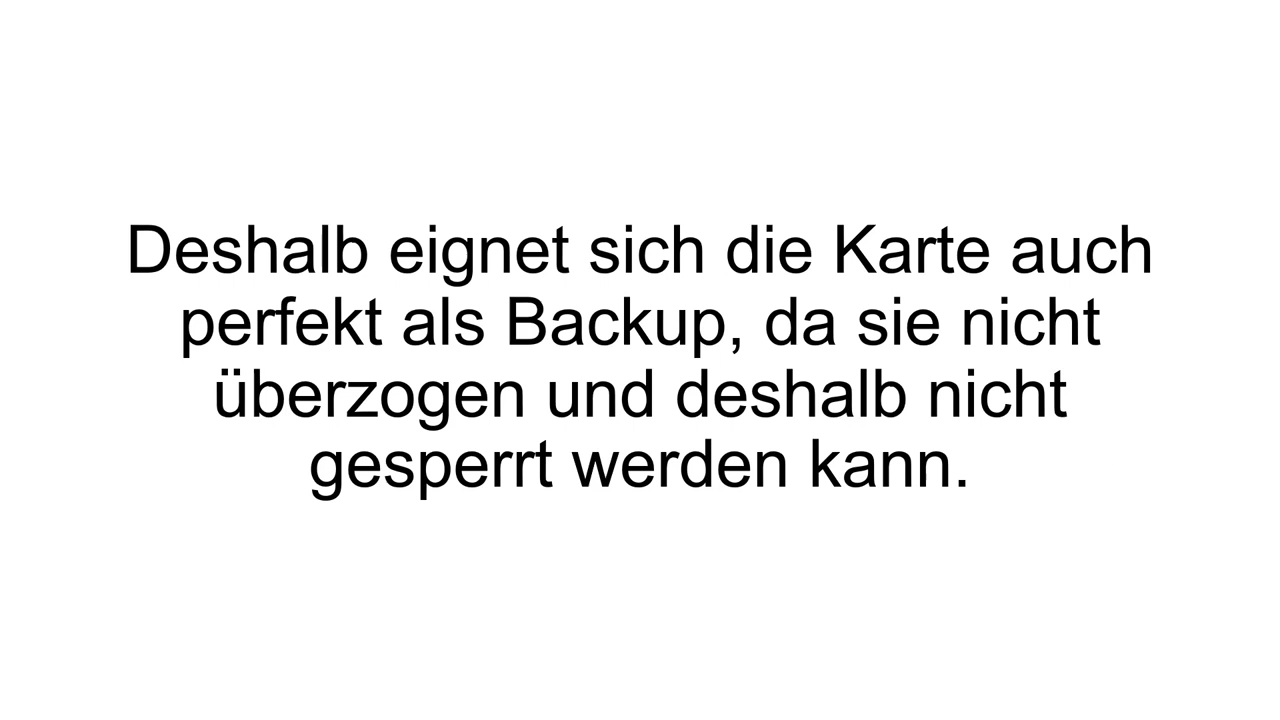 Deshalb eignet sich die Karte auch
perfekt als Backup, da sie nicht
überzogen und deshalb nicht
gesperrt werden kann.